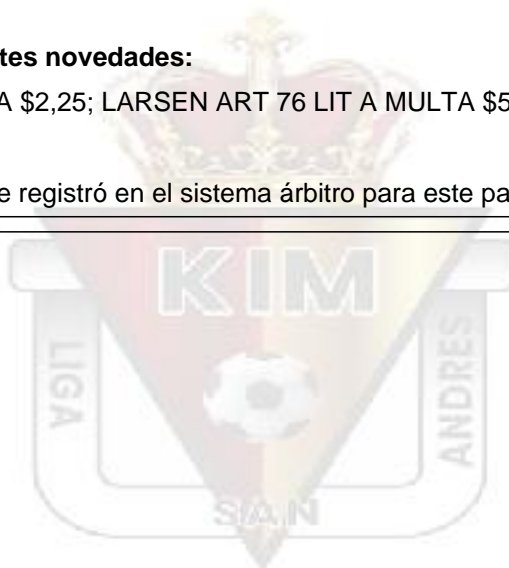 tes novedades:
A $2,25; LARSEN ART 76 LIT A MULTA $5
e registró en el sistema árbitro para este pa
KIM
LIGA
ANDRES
SAN